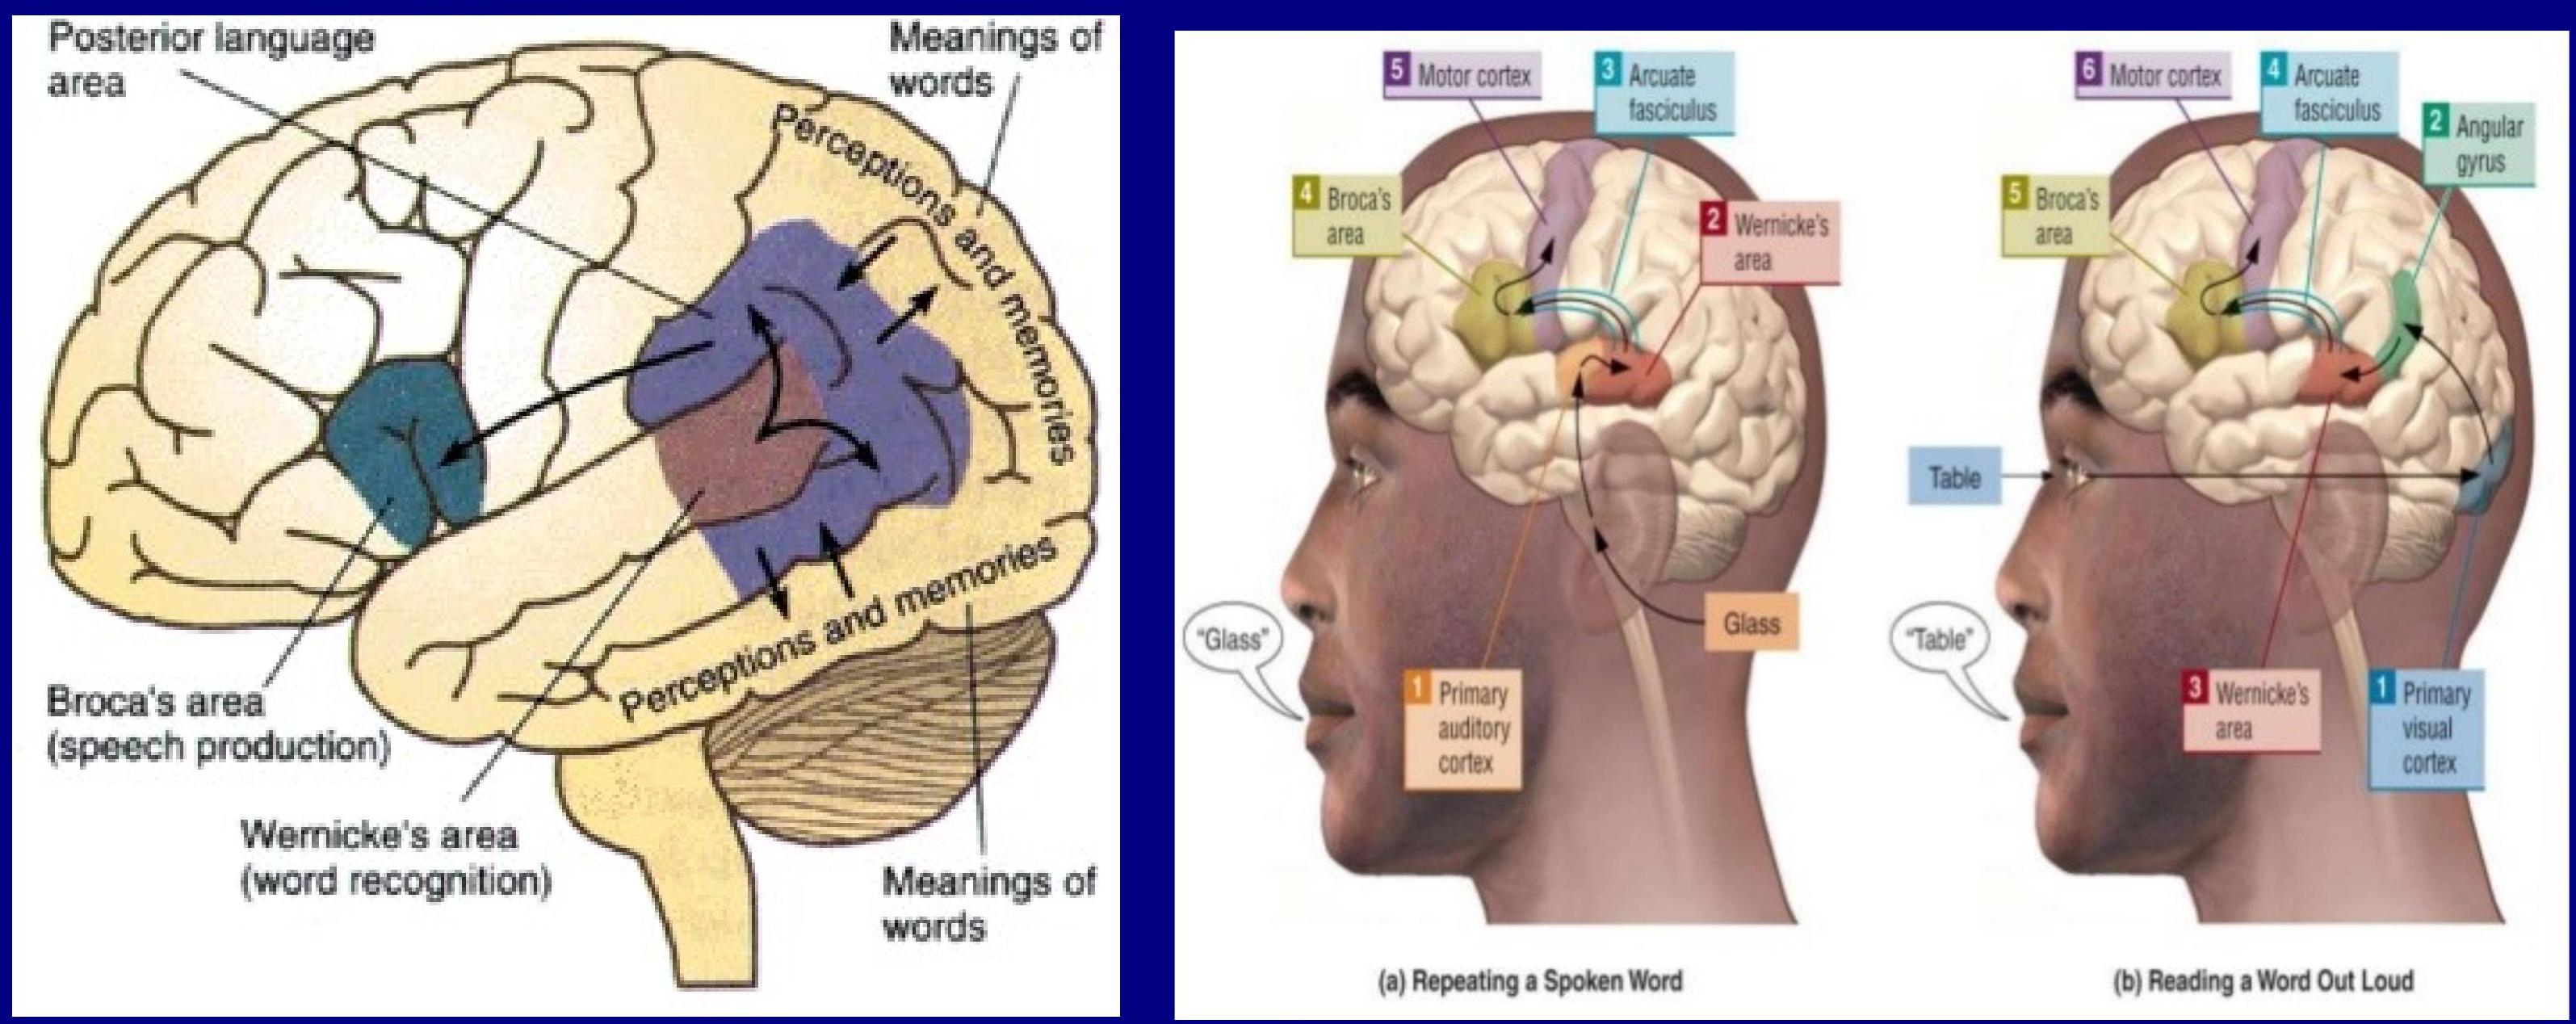 Posterior language
area
Meanings of
words
Perceptions and memories
Perceptions and memories
Broca's area
(speech production)
Wernicke's area
(word recognition)
Meanings of
words
5 Motor cortex
3 Arcuate
fasciculus
4 Broca's
area
2 Wernicke's
area
"Glass"
Glass
1 Primary
auditory
cortex
(a) Repeating a Spoken Word
6 Motor cortex
4 Arcuate
fasciculus
2 Angular
gyrus
5 Broca's
area
Table
"Table"
3 Wernicke's
area
1 Primary
visual
cortex
(b) Reading a Word Out Loud